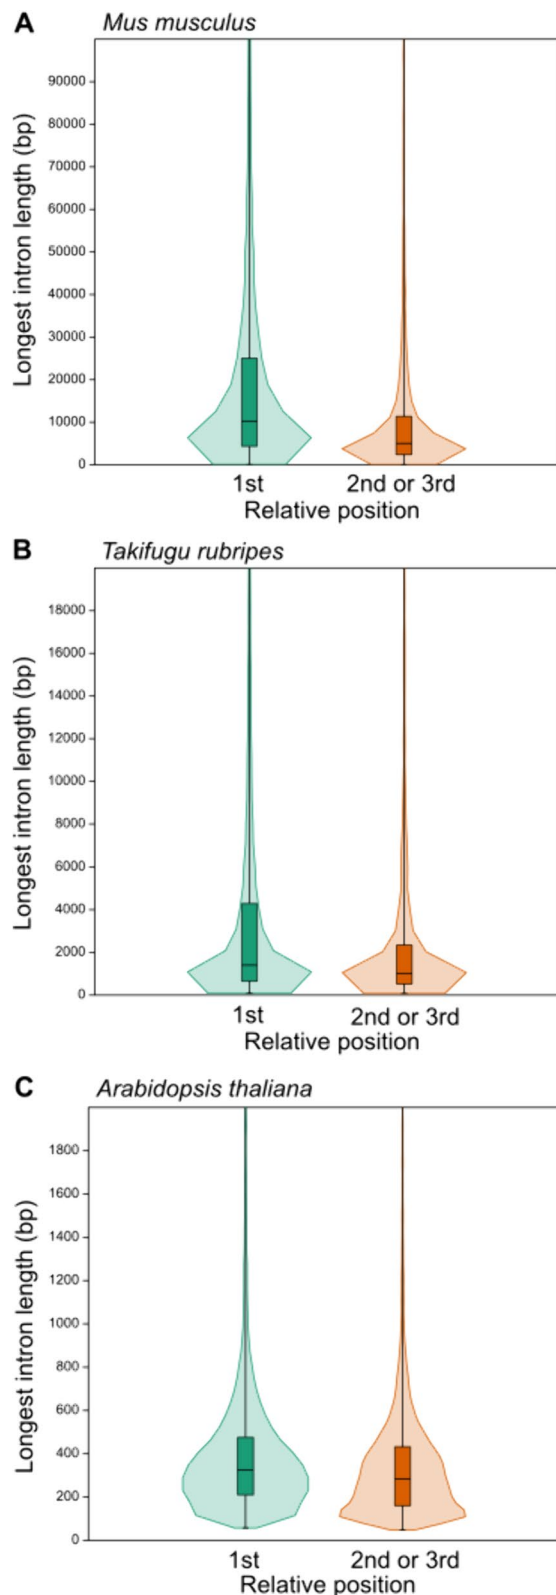 A Mus musculus
Longest intron length (bp)
90000
80000
70000
60000
50000
40000
30000
20000
10000
0
1st 2nd or 3rd
Relative position
B Takifugu rubripes
Longest intron length (bp)
18000
16000
14000
12000
10000
8000
6000
4000
2000
0
1st 2nd or 3rd
Relative position
C Arabidopsis thaliana
Longest intron length (bp)
1800
1600
1400
1200
1000
800
600
400
200
0
1st 2nd or 3rd
Relative position